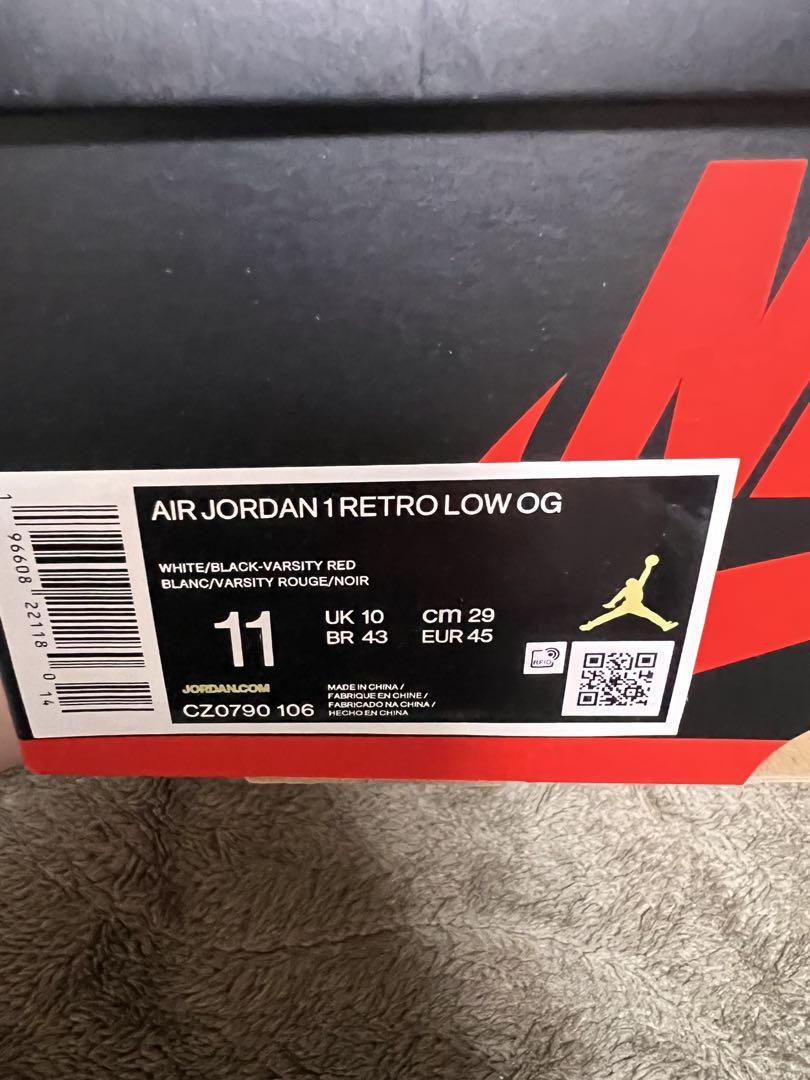 AIR JORDAN 1 RETRO LOW OG
WHITE/BLACK-VARSITY RED
BLANC/VARSITY ROUGE/NOIR
11
UK 10 cm 29
BR 43 EUR 45
RFID
JORDAN.COM
CZ0790 106
MADE IN CHINA /
FABRIQUE EN CHINE /
FABRICADO NA CHINA /
HECHO EN CHINA
1 96608 22118 0 14